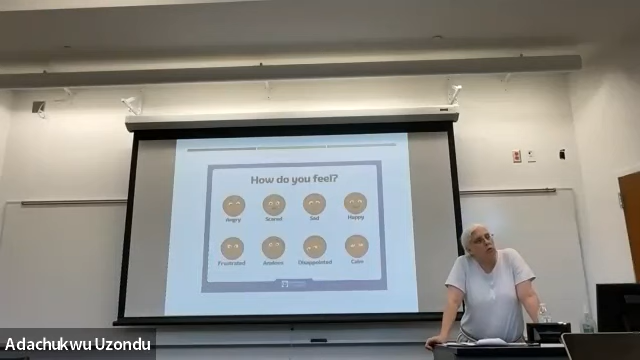 How do you feel?
Angry Scared Sad Happy
Frustrated Anxious Disappointed Calm
Adachukwu Uzondu